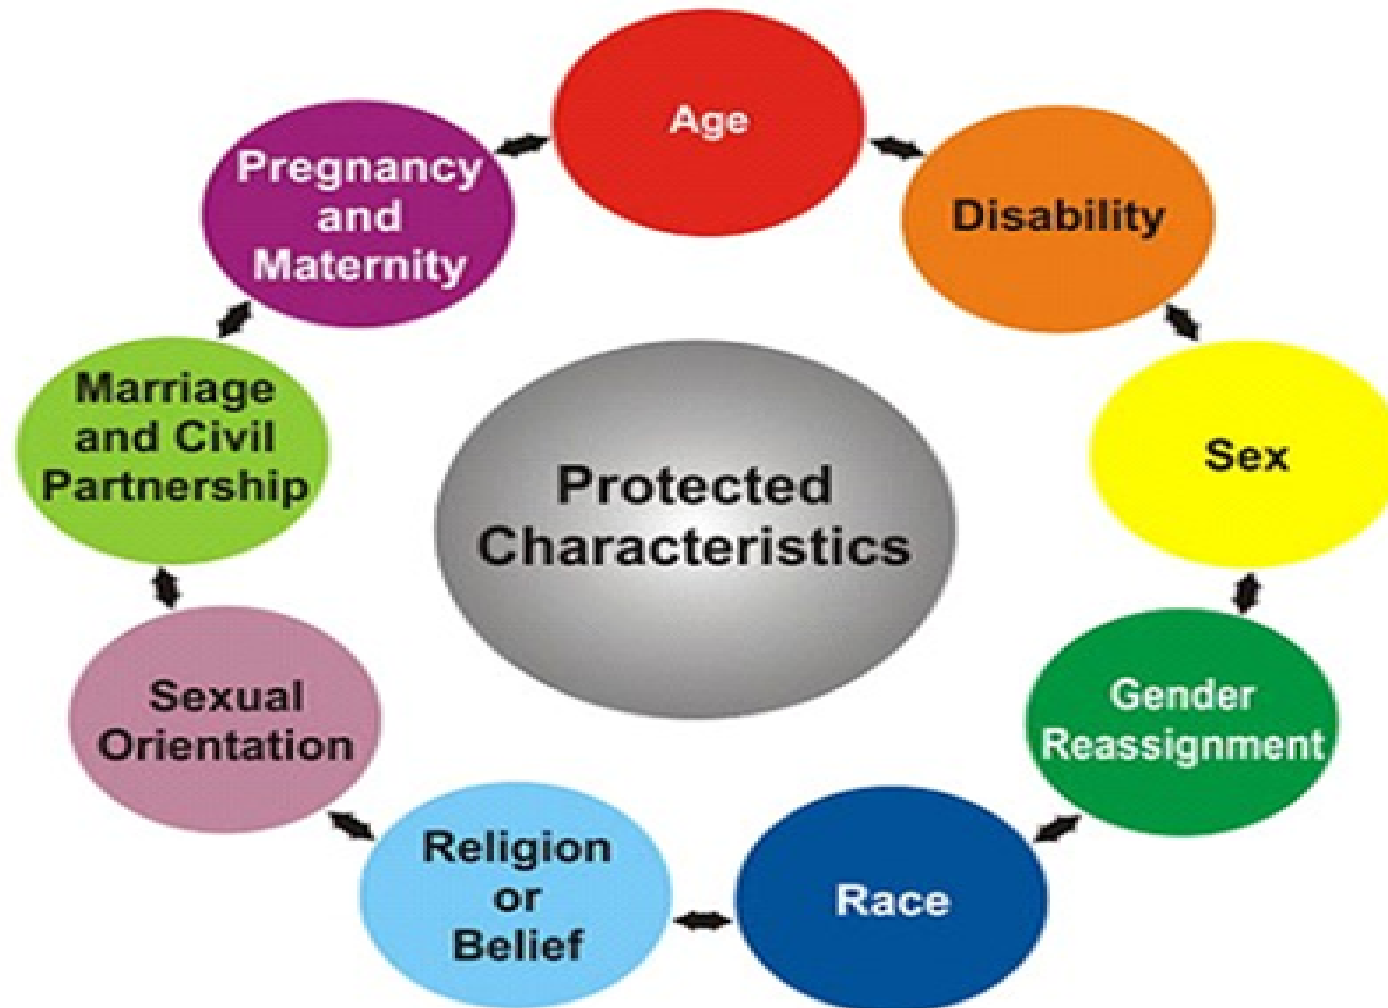 Age
Disability
Sex
Gender
Reassignment
Race
Religion
or
Belief
Sexual
Orientation
Marriage
and Civil
Partnership
Pregnancy
and
Maternity
Protected
Characteristics